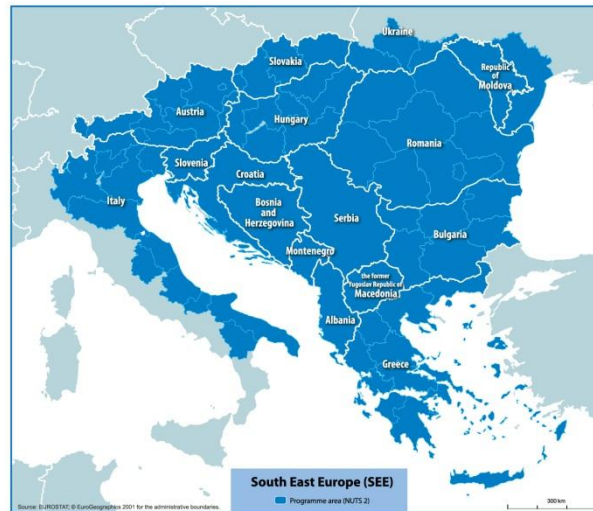 Ukraine
Slovakia
Republic
of
Moldova
Austria
Hungary
Romania
Slovenia
Croatia
Italy
Bosnia
and
Herzegovina
Serbia
Bulgaria
Montenegro
the former
Yugoslav Republic of
Macedonia
Albania
Greece
South East Europe (SEE)
Programme area (NUTS 2)
Source: EUROSTAT; © EuroGeographics 2001 for the administrative boundaries.
300 km